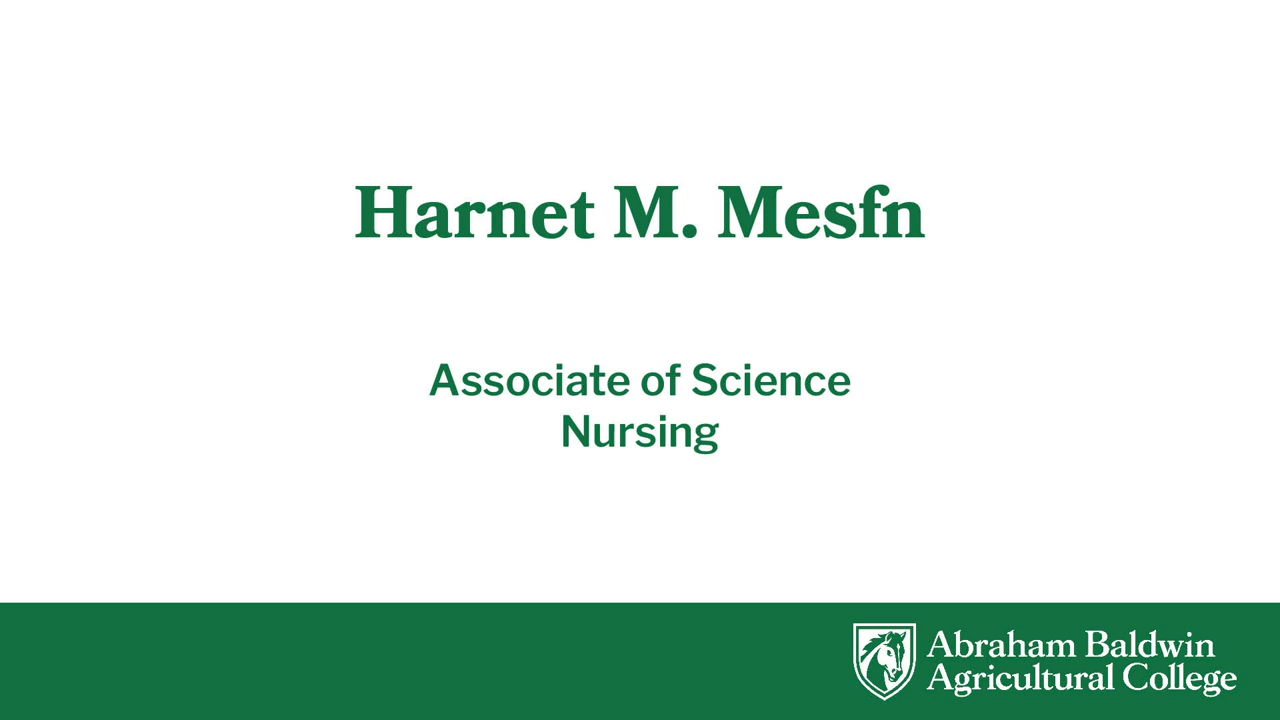 Harnet M. Mesfn
Associate of Science
Nursing
Abraham Baldwin
Agricultural College